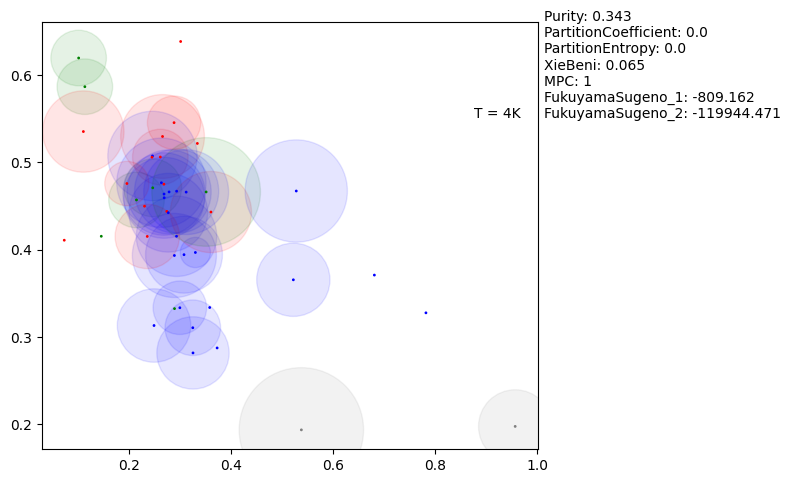 Purity: 0.343
PartitionCoefficient: 0.0
PartitionEntropy: 0.0
XieBeni: 0.065
MPC: 1
FukuyamaSugeno_1: -809.162
FukuyamaSugeno_2: -119944.471
T = 4K
0.6
0.5
0.4
0.3
0.2
0.2 0.4 0.6 0.8 1.0